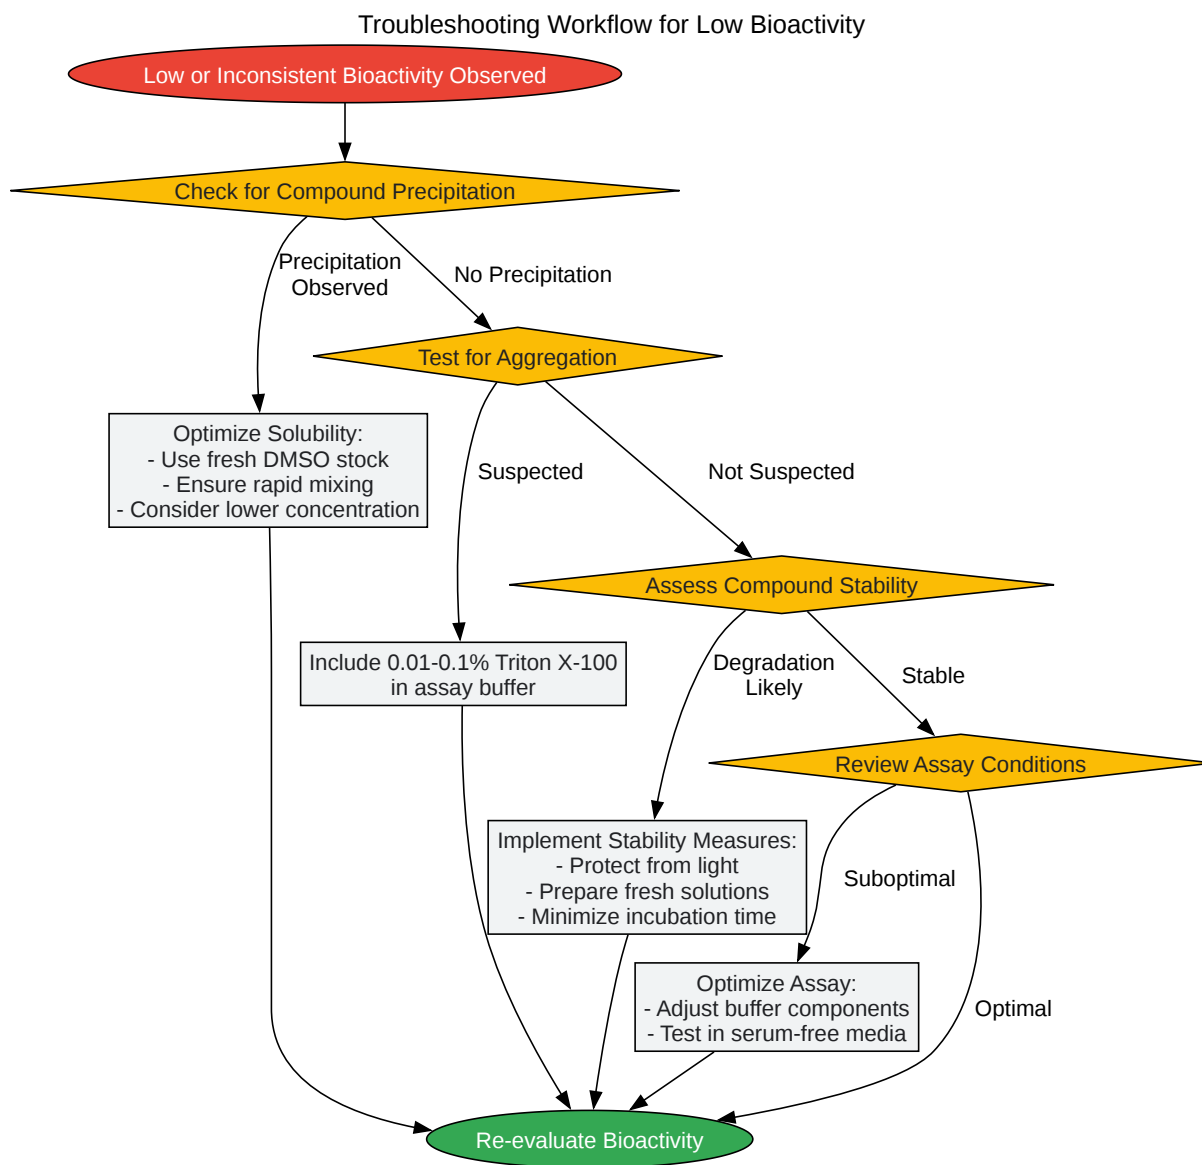 Troubleshooting Workflow for Low Bioactivity
Low or Inconsistent Bioactivity Observed
Check for Compound Precipitation
Precipitation
Observed
No Precipitation
Test for Aggregation
Optimize Solubility:
- Use fresh DMSO stock
- Ensure rapid mixing
- Consider lower concentration
Suspected
Not Suspected
Assess Compound Stability
Include 0.01-0.1% Triton X-100
in assay buffer
Degradation
Likely
Stable
Review Assay Conditions
Implement Stability Measures:
- Protect from light
- Prepare fresh solutions
- Minimize incubation time
Suboptimal
Optimize Assay:
- Adjust buffer components
- Test in serum-free media
Optimal
Re-evaluate Bioactivity